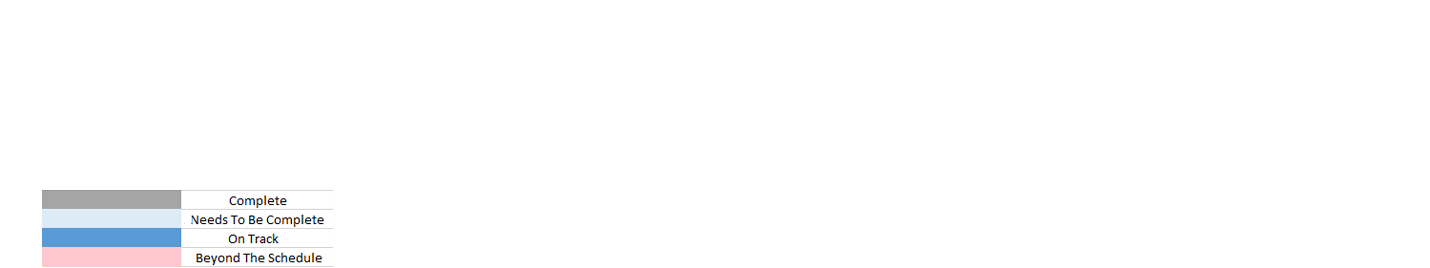 Complete
Needs To Be Complete
On Track
Beyond The Schedule